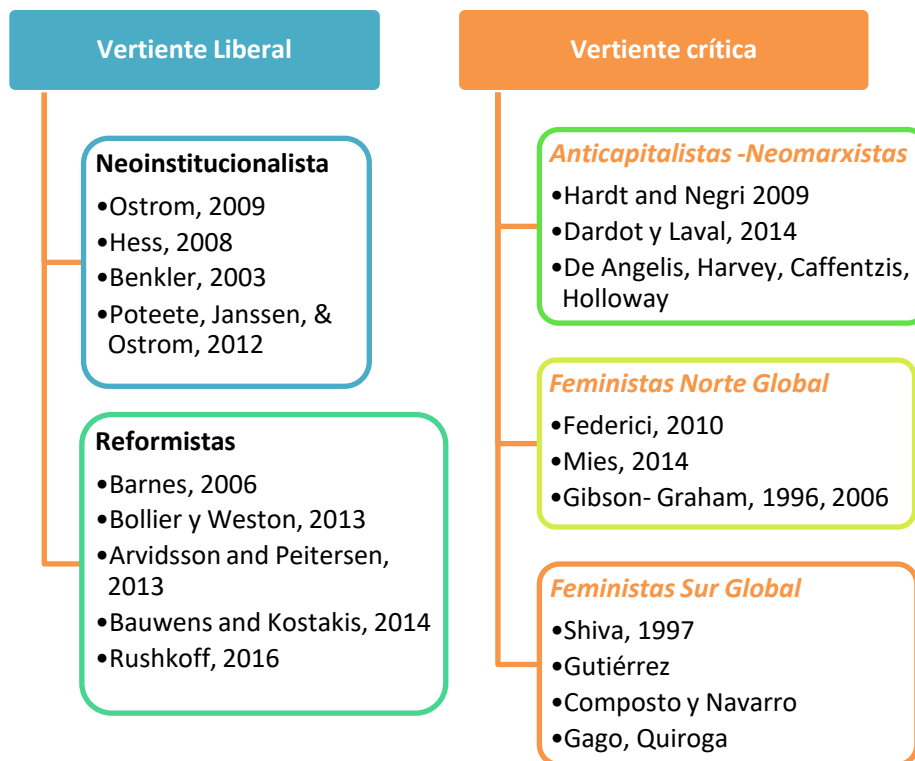 Vertiente Liberal
Neoinstitucionalista
•Ostrom, 2009
•Hess, 2008
•Benkler, 2003
•Poteete, Janssen, &
Ostrom, 2012
Reformistas
•Barnes, 2006
•Bollier y Weston, 2013
•Arvidsson and Peitersen,
2013
•Bauwens and Kostakis, 2014
•Rushkoff, 2016
Vertiente crítica
Anticapitalistas -Neomarxistas
•Hardt and Negri 2009
•Dardot y Laval, 2014
•De Angelis, Harvey, Caffentzis,
Holloway
Feministas Norte Global
•Federici, 2010
•Mies, 2014
•Gibson- Graham, 1996, 2006
Feministas Sur Global
•Shiva, 1997
•Gutiérrez
•Composto y Navarro
•Gago, Quiroga